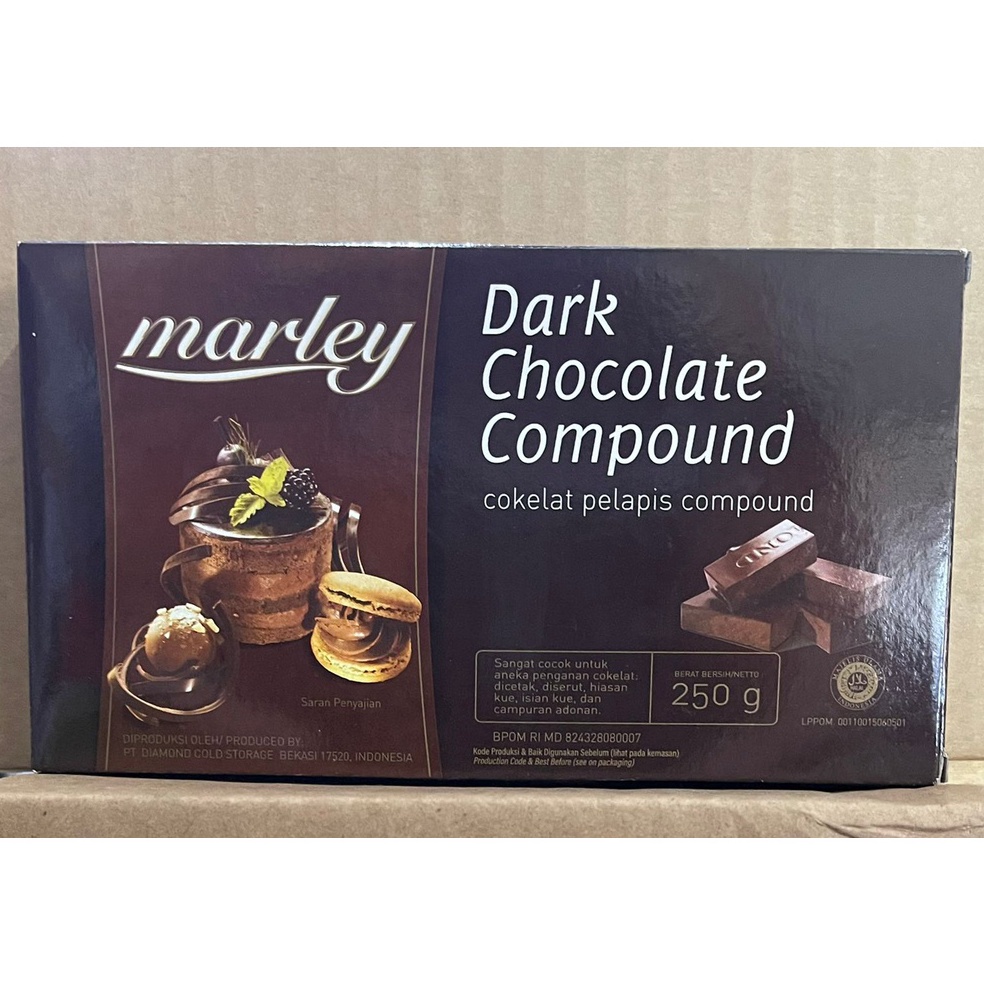 marley
Dark
Chocolate
Compound
cokelat pelapis compound
Saran Penyajian
DIPRODUKSI OLEH/ PRODUCED BY:
PT. DIAMOND COLD STORAGE BEKASI 17520, INDONESIA
Sangat cocok untuk
aneka penganan cokelat:
dicetak, diserut, hiasan
kue, isian kue, dan
campuran adonan.
BERAT BERSIH/NETTO
250 g
BPOM RI MD 824328080007
Kode Produksi & Baik Digunakan Sebelum (lihat pada kemasan)
Production Code & Best Before (see on packaging)
MAJELIS ULAMA
INDONESIA
LPPOM 00110015060501